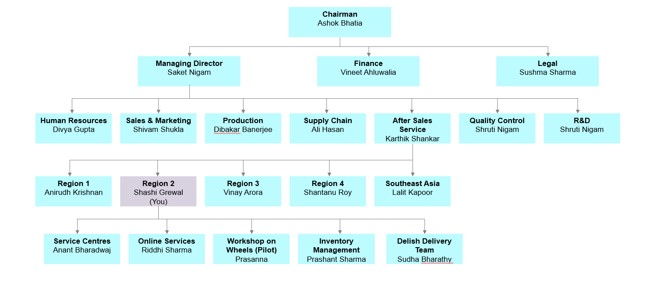 Chairman
Ashok Bhatia
Managing Director
Saket Nigam
Finance
Vineet Ahluwalia
Legal
Sushma Sharma
Human Resources
Divya Gupta
Sales & Marketing
Shivam Shukla
Production
Dibakar Banerjee
Supply Chain
Ali Hasan
After Sales
Service
Karthik Shankar
Quality Control
Shruti Nigam
R&D
Shruti Nigam
Region 1
Anirudh Krishnan
Region 2
Shashi Grewal
(You)
Region 3
Vinay Arora
Region 4
Shantanu Roy
Southeast Asia
Lalit Kapoor
Service Centres
Anant Bharadwaj
Online Services
Riddhi Sharma
Workshop on
Wheels (Pilot)
Prasanna
Inventory
Management
Prashant Sharma
Delish Delivery
Team
Sudha Bharathy